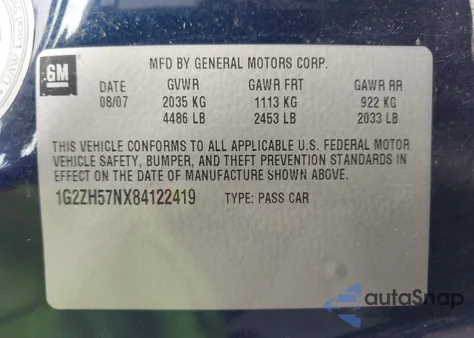 MFD BY GENERAL MOTORS CORP.
GM
DATE GVWR GAWR FRT GAWR RR
08/07 2035 KG 1113 KG 922 KG
4486 LB 2453 LB 2033 LB
THIS VEHICLE CONFORMS TO ALL APPLICABLE U.S. FEDERAL MOTOR
VEHICLE SAFETY, BUMPER, AND THEFT PREVENTION STANDARDS IN
EFFECT ON THE DATE OF MANUFACTURE SHOWN ABOVE.
1G2ZH57NX84122419 TYPE: PASS CAR
autoSnap